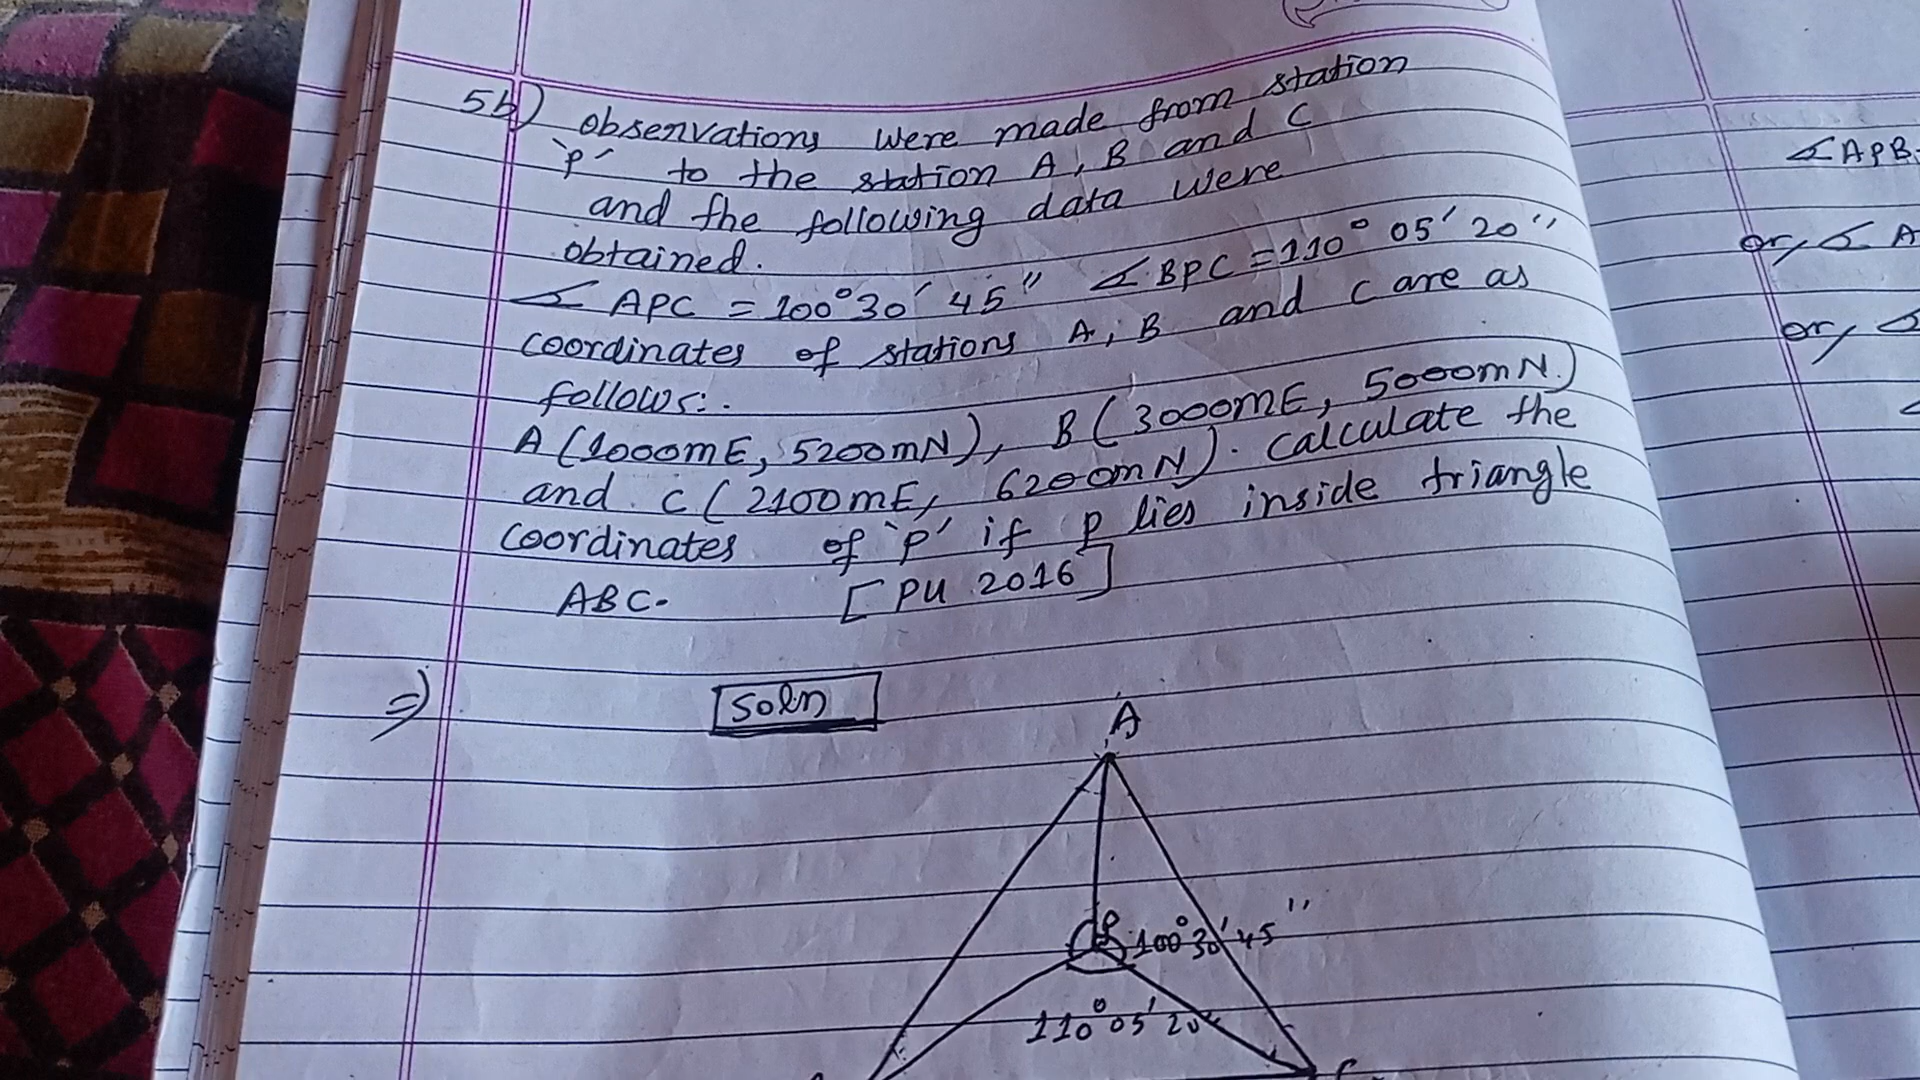 5b) observations were made from station
'p' to the station A, B and C
and the following data were
obtained.
∡ APC = 100° 30' 45" ∡ BPC = 110° 05' 20"
coordinates of stations A, B and C are as
follows:.
A (1000mE, 5200mN), B (3000mE, 5000mN)
and C (2100mE, 6200mN). Calculate the
coordinates of 'p' if p lies inside triangle
ABC. [PU 2016]
=) Soln
A
P 100° 30' 45"
110° 05' 20"
∡APB
or, ∡ A
or, ∡